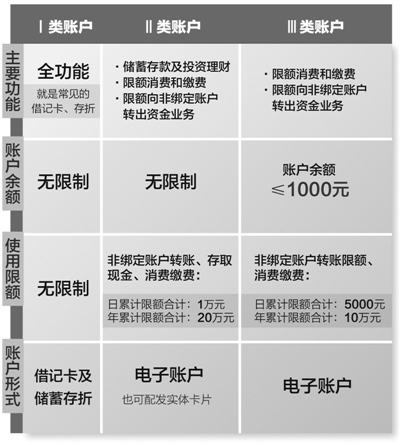 Ⅰ类账户
Ⅱ类账户
Ⅲ类账户
主要功能
全功能
就是常见的
借记卡、存折
·储蓄存款及投资理财
·限额消费和缴费
·限额向非绑定账户
转出资金业务
·限额消费和缴费
·限额向非绑定账户
转出资金业务
账户余额
无限制
无限制
账户余额
≤1000元
使用限额
无限制
非绑定账户转账、存取
现金、消费缴费：
日累计限额合计：1万元
年累计限额合计：20万元
非绑定账户转账限额、
消费缴费：
日累计限额合计：5000元
年累计限额合计：10万元
账户形式
借记卡及
储蓄存折
电子账户
也可配发实体卡片
电子账户